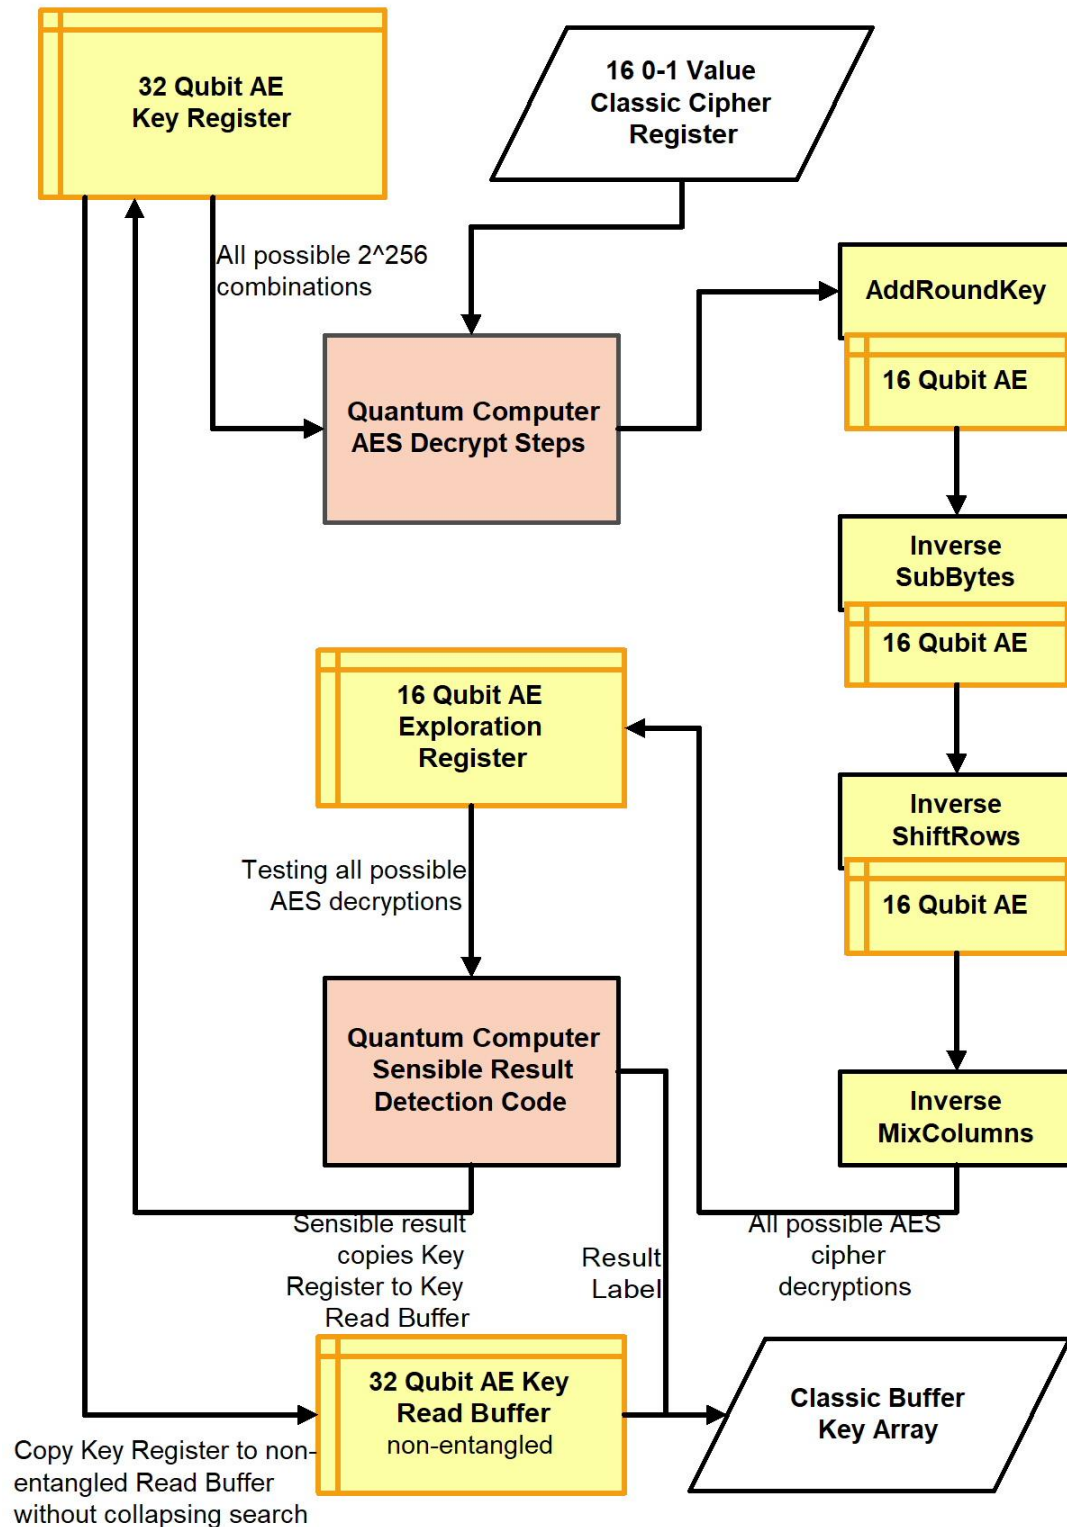 32 Qubit AE
Key Register
16 0-1 Value
Classic Cipher
Register
All possible 2^256
combinations
AddRoundKey
16 Qubit AE
Quantum Computer
AES Decrypt Steps
Inverse
SubBytes
16 Qubit AE
16 Qubit AE
Exploration
Register
Inverse
ShiftRows
16 Qubit AE
Testing all possible
AES decryptions
Quantum Computer
Sensible Result
Detection Code
Inverse
MixColumns
Sensible result
copies Key
Register to Key
Read Buffer
Result
Label
All possible AES
cipher
decryptions
32 Qubit AE Key
Read Buffer
non-entangled
Classic Buffer
Key Array
Copy Key Register to non-
entangled Read Buffer
without collapsing search